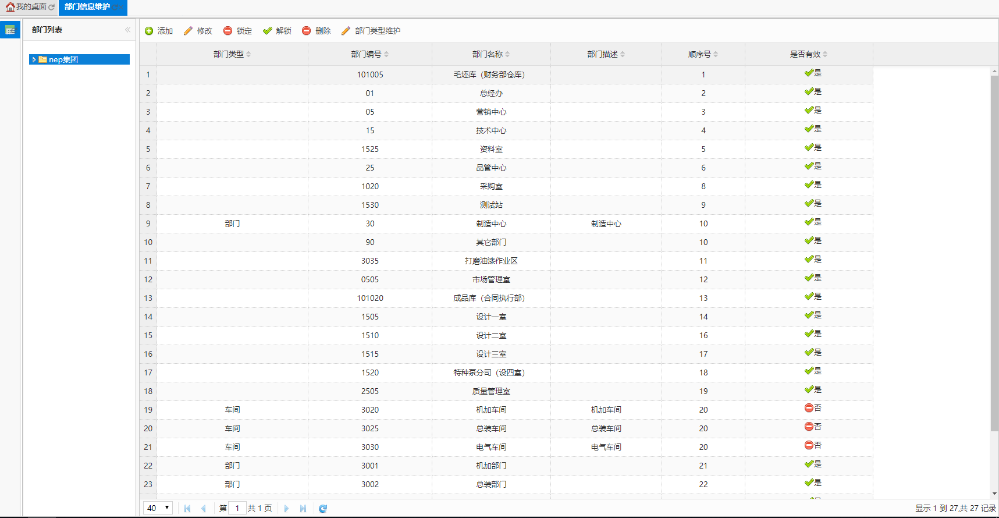 我的桌面 部门信息维护
部门列表
nep集团
添加 修改 锁定 解锁 删除 部门类型维护
部门类型 部门编号 部门名称 部门描述 顺序号 是否有效
1 101005 毛坯库（财务部仓库） 1 是
2 01 总经办 2 是
3 05 营销中心 3 是
4 15 技术中心 4 是
5 1525 资料室 5 是
6 25 品管中心 6 是
7 1020 采购室 8 是
8 1530 测试站 9 是
9 部门 30 制造中心 制造中心 10 是
10 90 其它部门 10 是
11 3035 打磨油漆作业区 11 是
12 0505 市场管理室 12 是
13 101020 成品库（合同执行部） 13 是
14 1505 设计一室 14 是
15 1510 设计二室 16 是
16 1515 设计三室 17 是
17 1520 特种泵分司（设四室） 18 是
18 2505 质量管理室 19 是
19 车间 3020 机加车间 机加车间 20 否
20 车间 3025 总装车间 总装车间 20 否
21 车间 3030 电气车间 电气车间 20 否
22 部门 3001 机加部门 21 是
23 部门 3002 总装部门 22 是
40 第 1 共 1 页 显示 1 到 27,共 27 记录